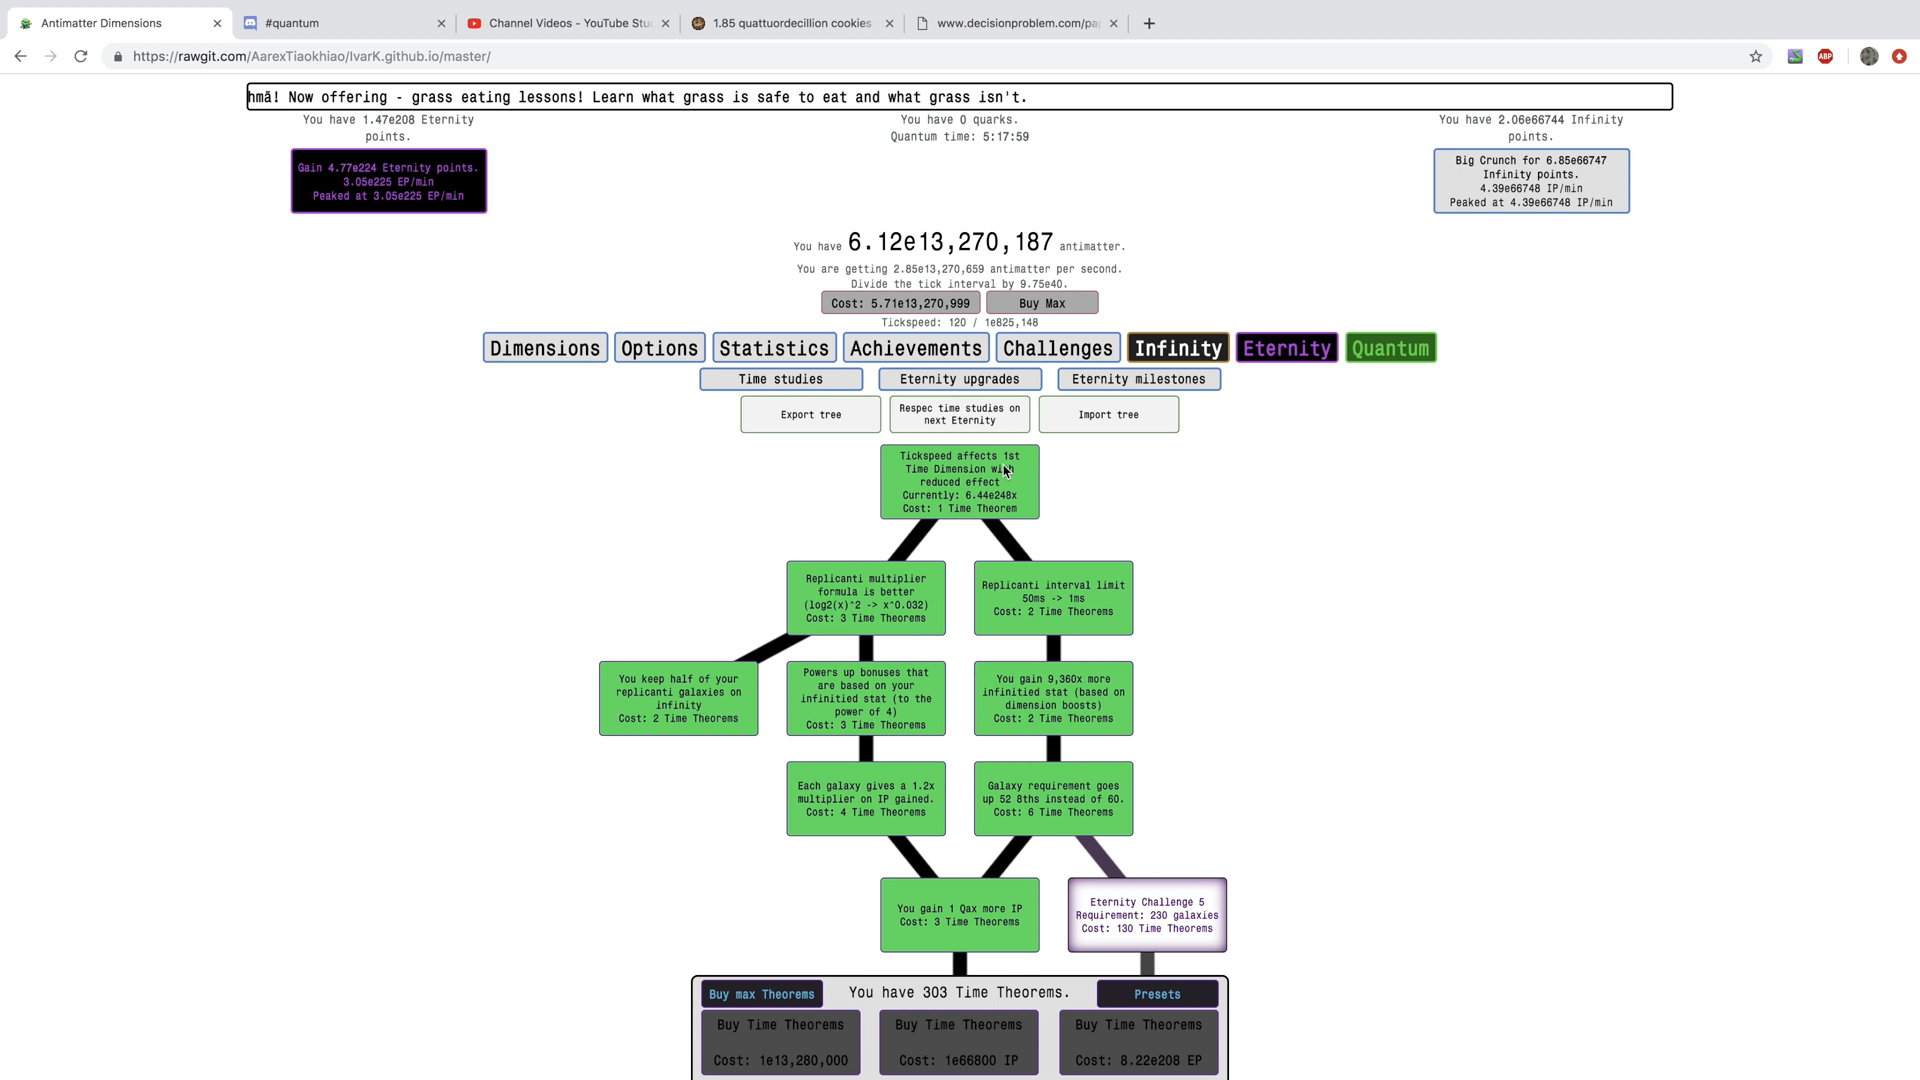 Antimatter Dimensions
#quantum
Channel Videos - YouTube Stu
1.85 quattuordecillion cookies
www.decisionproblem.com/pa
https://rawgit.com/AarexTiaokhiao/IvarK.github.io/master/
ABP
hmā! Now offering - grass eating lessons! Learn what grass is safe to eat and what grass isn't.
You have 1.47e208 Eternity
points.
Gain 4.77e224 Eternity points.
3.05e225 EP/min
Peaked at 3.05e225 EP/min
You have 0 quarks.
Quantum time: 5:17:59
You have 2.06e66744 Infinity
points.
Big Crunch for 6.85e66747
Infinity points.
4.39e66748 IP/min
Peaked at 4.39e66748 IP/min
You have 6.12e13,270,187 antimatter.
You are getting 2.85e13,270,659 antimatter per second.
Divide the tick interval by 9.75e40.
Cost: 5.71e13,270,999
Buy Max
Tickspeed: 120 / 1e825,148
Dimensions
Options
Statistics
Achievements
Challenges
Infinity
Eternity
Quantum
Time studies
Eternity upgrades
Eternity milestones
Export tree
Respec time studies on
next Eternity
Import tree
Tickspeed affects 1st
Time Dimension with
reduced effect
Currently: 6.44e248x
Cost: 1 Time Theorem
Replicanti multiplier
formula is better
(log2(x)^2 -> x^0.032)
Cost: 3 Time Theorems
Replicanti interval limit
50ms -> 1ms
Cost: 2 Time Theorems
You keep half of your
replicanti galaxies on
infinity
Cost: 2 Time Theorems
Powers up bonuses that
are based on your
infinitied stat (to the
power of 4)
Cost: 3 Time Theorems
You gain 9,360x more
infinitied stat (based on
dimension boosts)
Cost: 2 Time Theorems
Each galaxy gives a 1.2x
multiplier on IP gained.
Cost: 4 Time Theorems
Galaxy requirement goes
up 52 8ths instead of 60.
Cost: 6 Time Theorems
You gain 1 Qax more IP
Cost: 3 Time Theorems
Eternity Challenge 5
Requirement: 230 galaxies
Cost: 130 Time Theorems
Buy max Theorems
You have 303 Time Theorems.
Presets
Buy Time Theorems
Cost: 1e13,280,000
Buy Time Theorems
Cost: 1e66800 IP
Buy Time Theorems
Cost: 8.22e208 EP